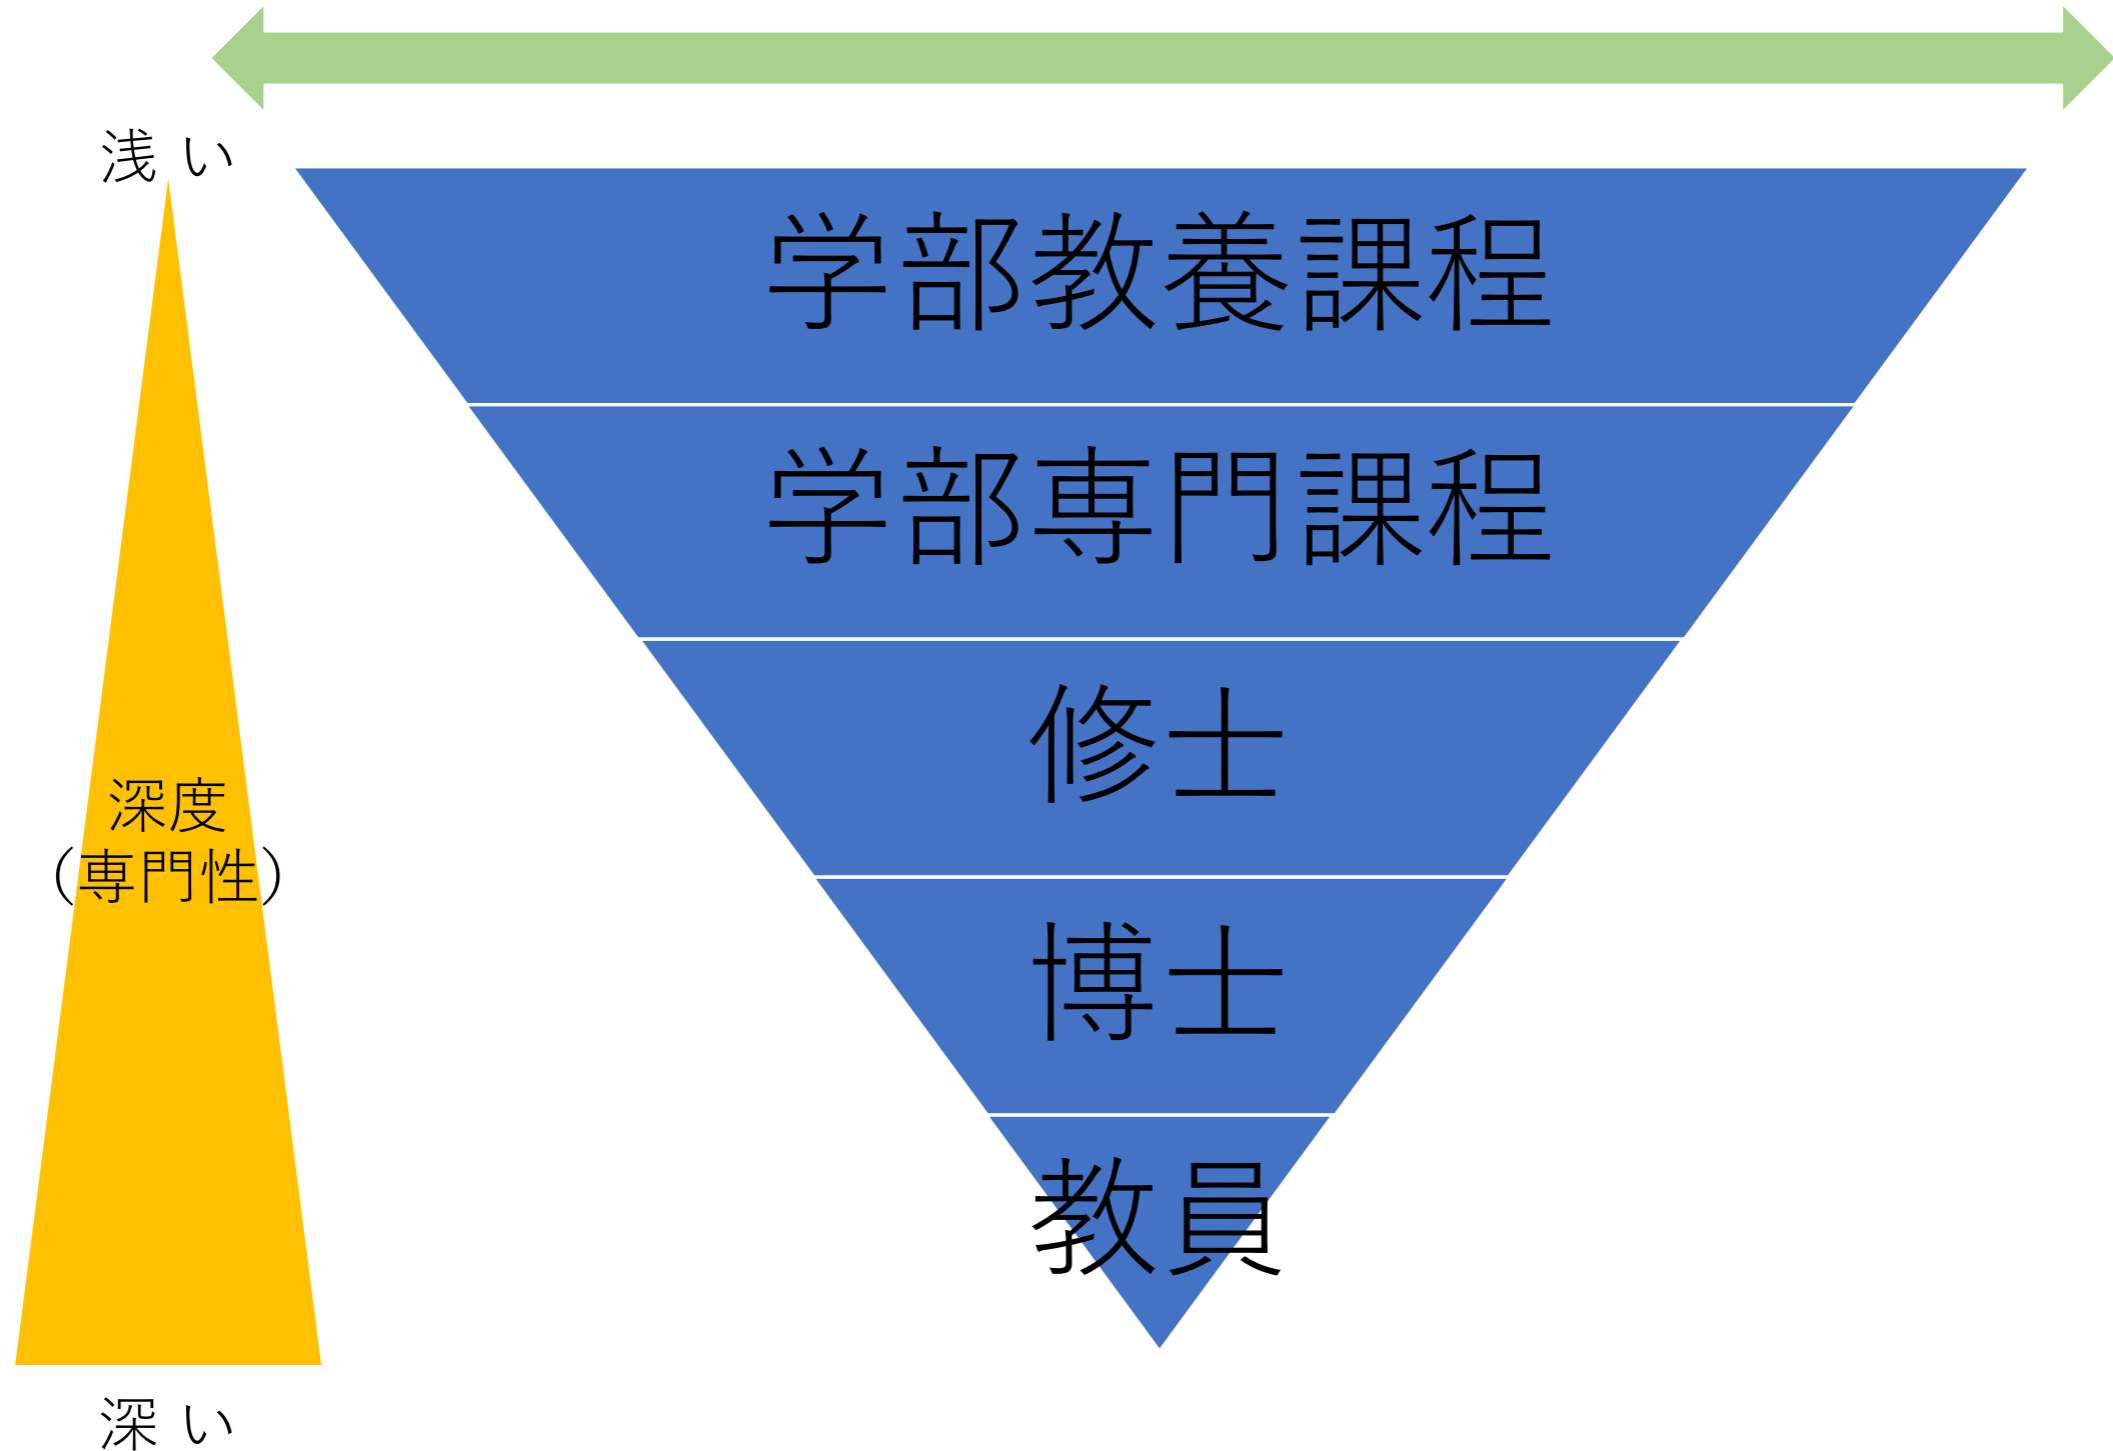 浅い
学部教養課程
学部専門課程
修士
深度
（専門性）
博士
教員
深い